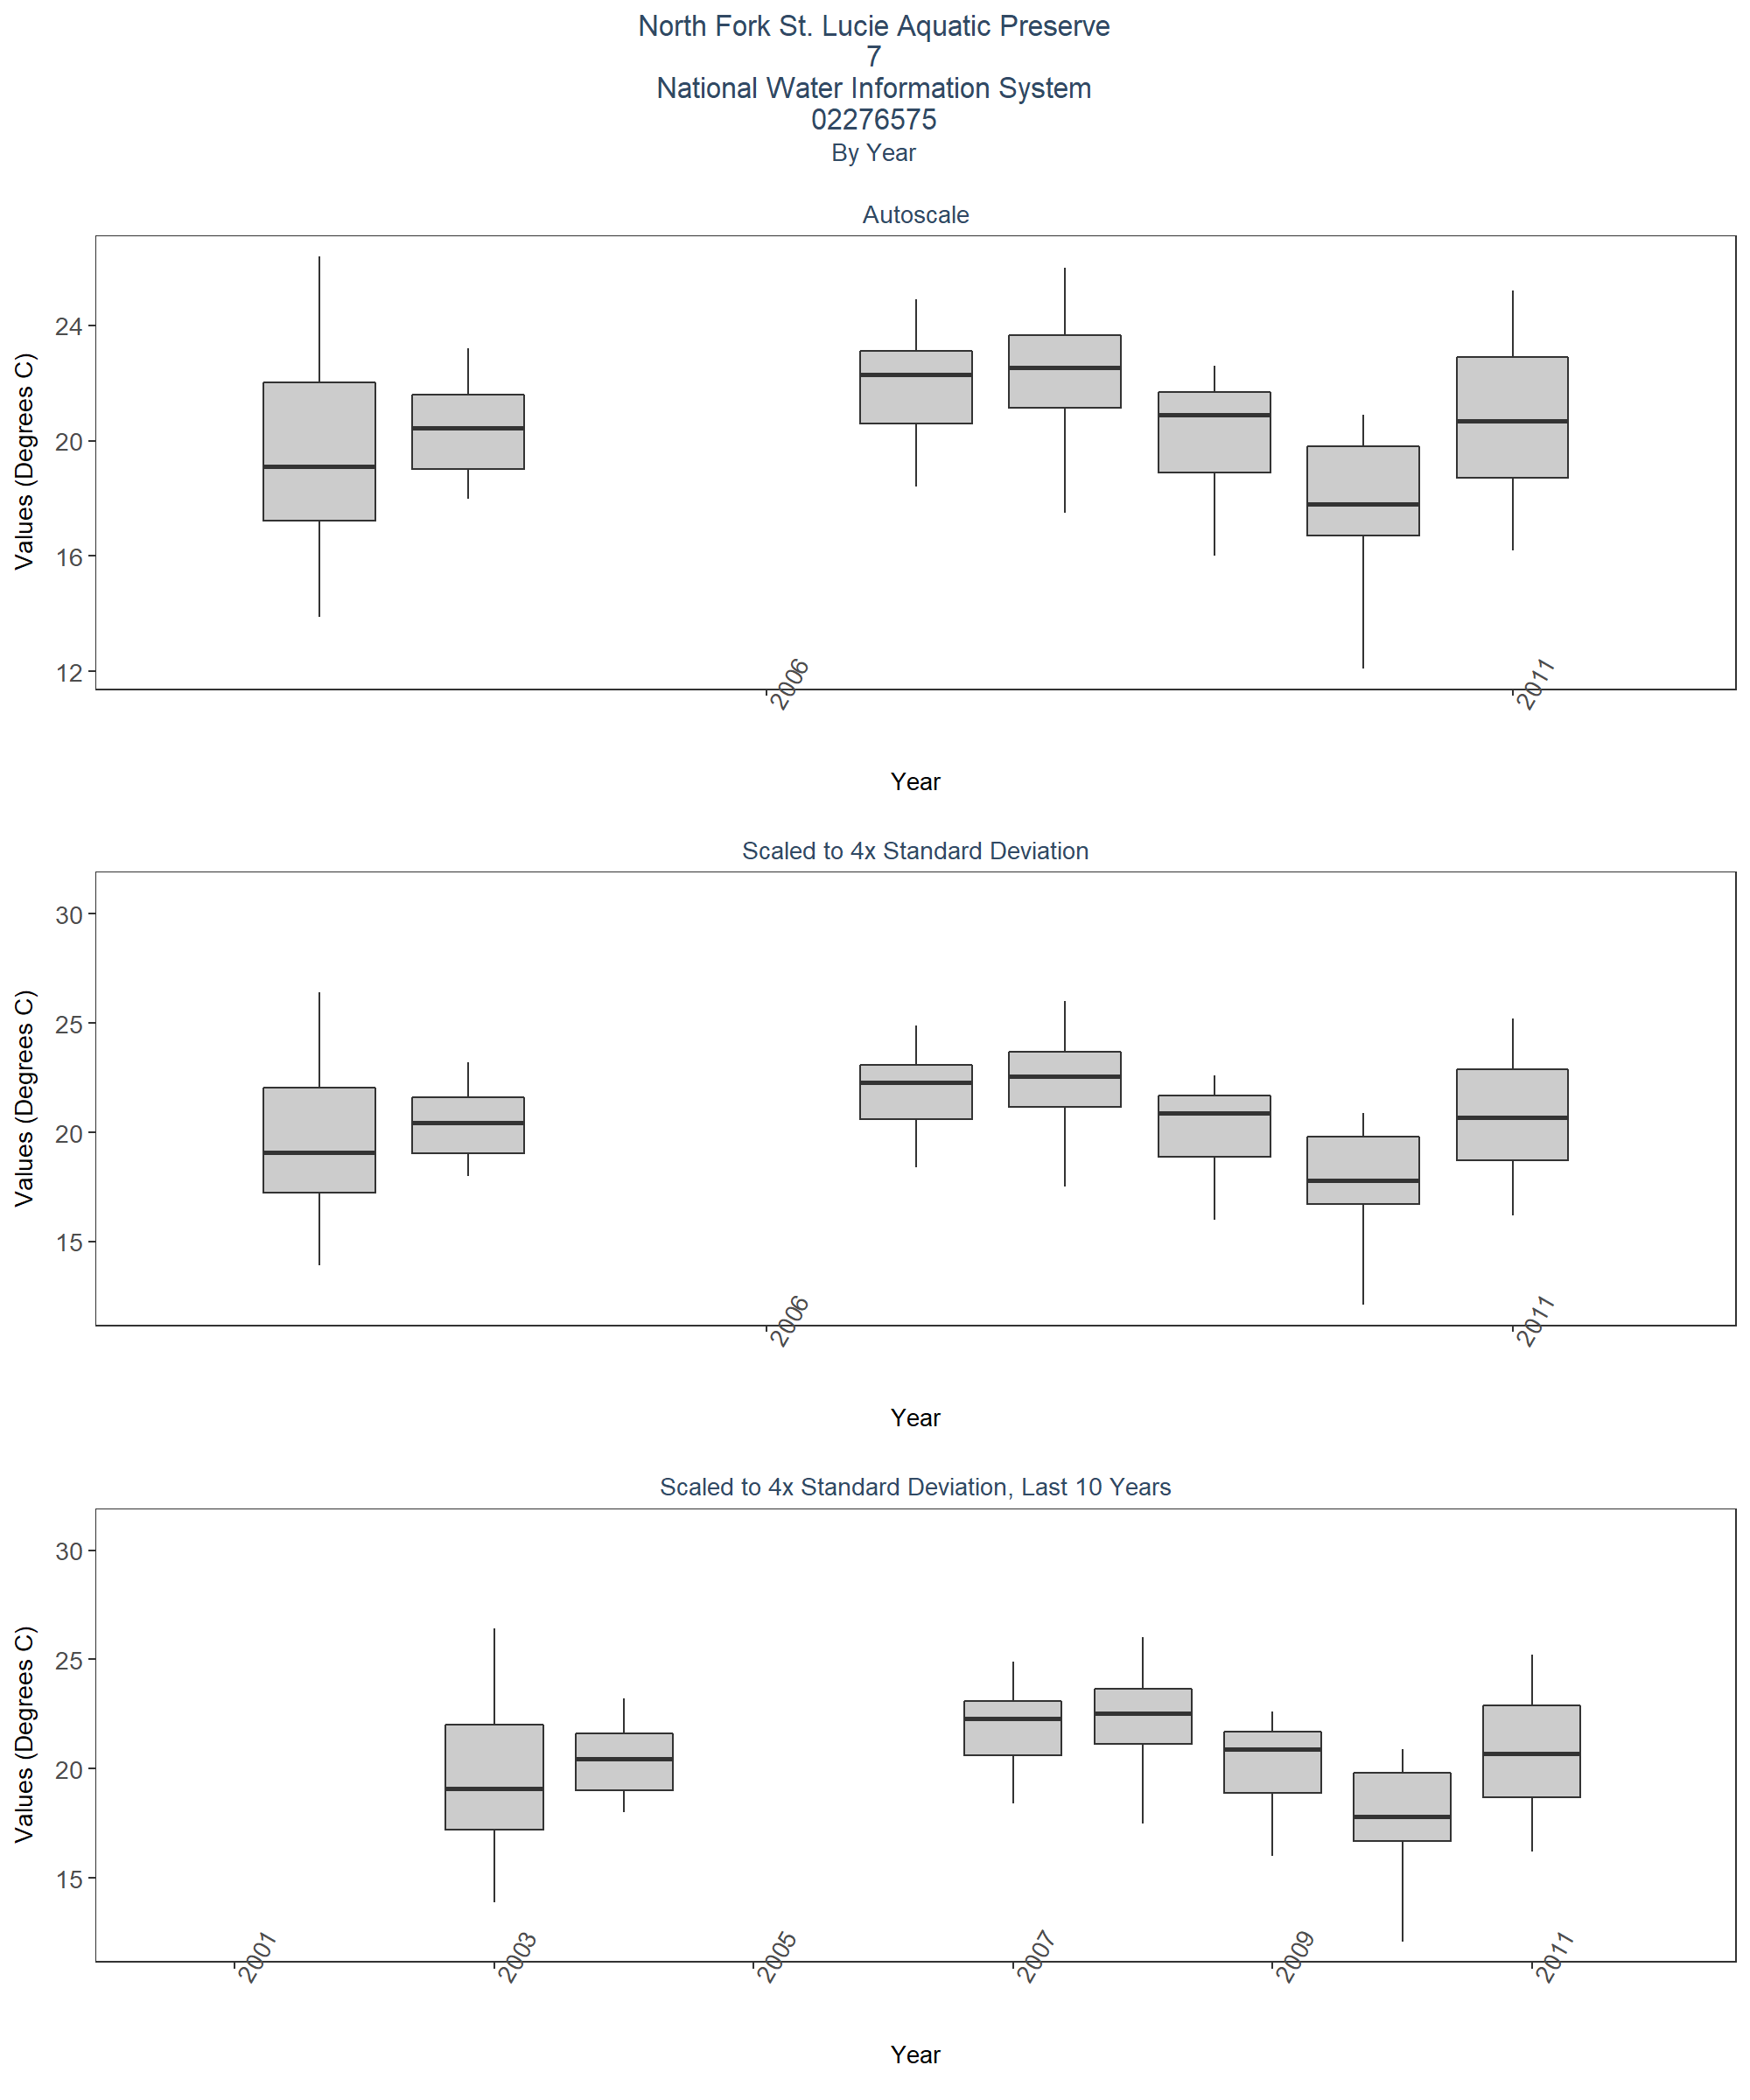 North Fork St. Lucie Aquatic Preserve
7
National Water Information System
02276575
By Year
Autoscale
Values (Degrees C)
24
20
16
12
2006
2011
Year
Scaled to 4x Standard Deviation
Values (Degrees C)
30
25
20
15
2006
2011
Year
Scaled to 4x Standard Deviation, Last 10 Years
Values (Degrees C)
30
25
20
15
2001
2003
2005
2007
2009
2011
Year